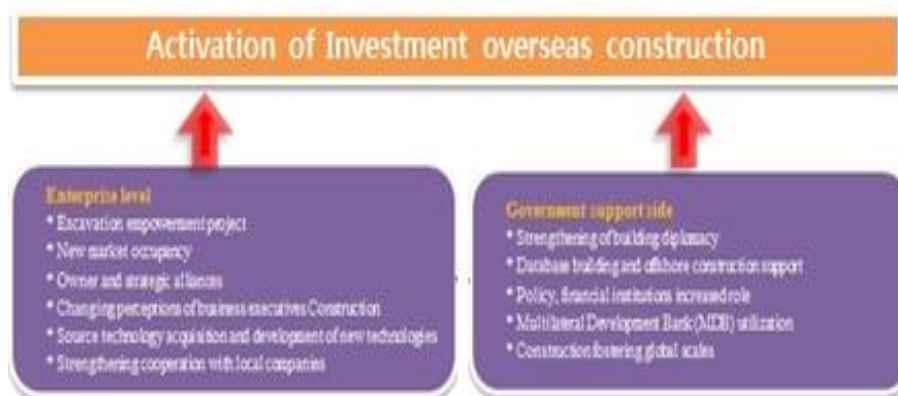 Activation of Investment overseas construction
Enterprise level
* Excavation empowerment project
* New market occupancy
* Owner and strategic alliances
* Changing perceptions of business executives Construction
* Source technology acquisition and development of new technologies
* Strengthening cooperation with local companies
Government support side
* Strengthening of building diplomacy
* Database building and offshore construction support
* Policy, financial institutions increased role
* Multilateral Development Bank (MDB) utilization
* Construction fostering global scales